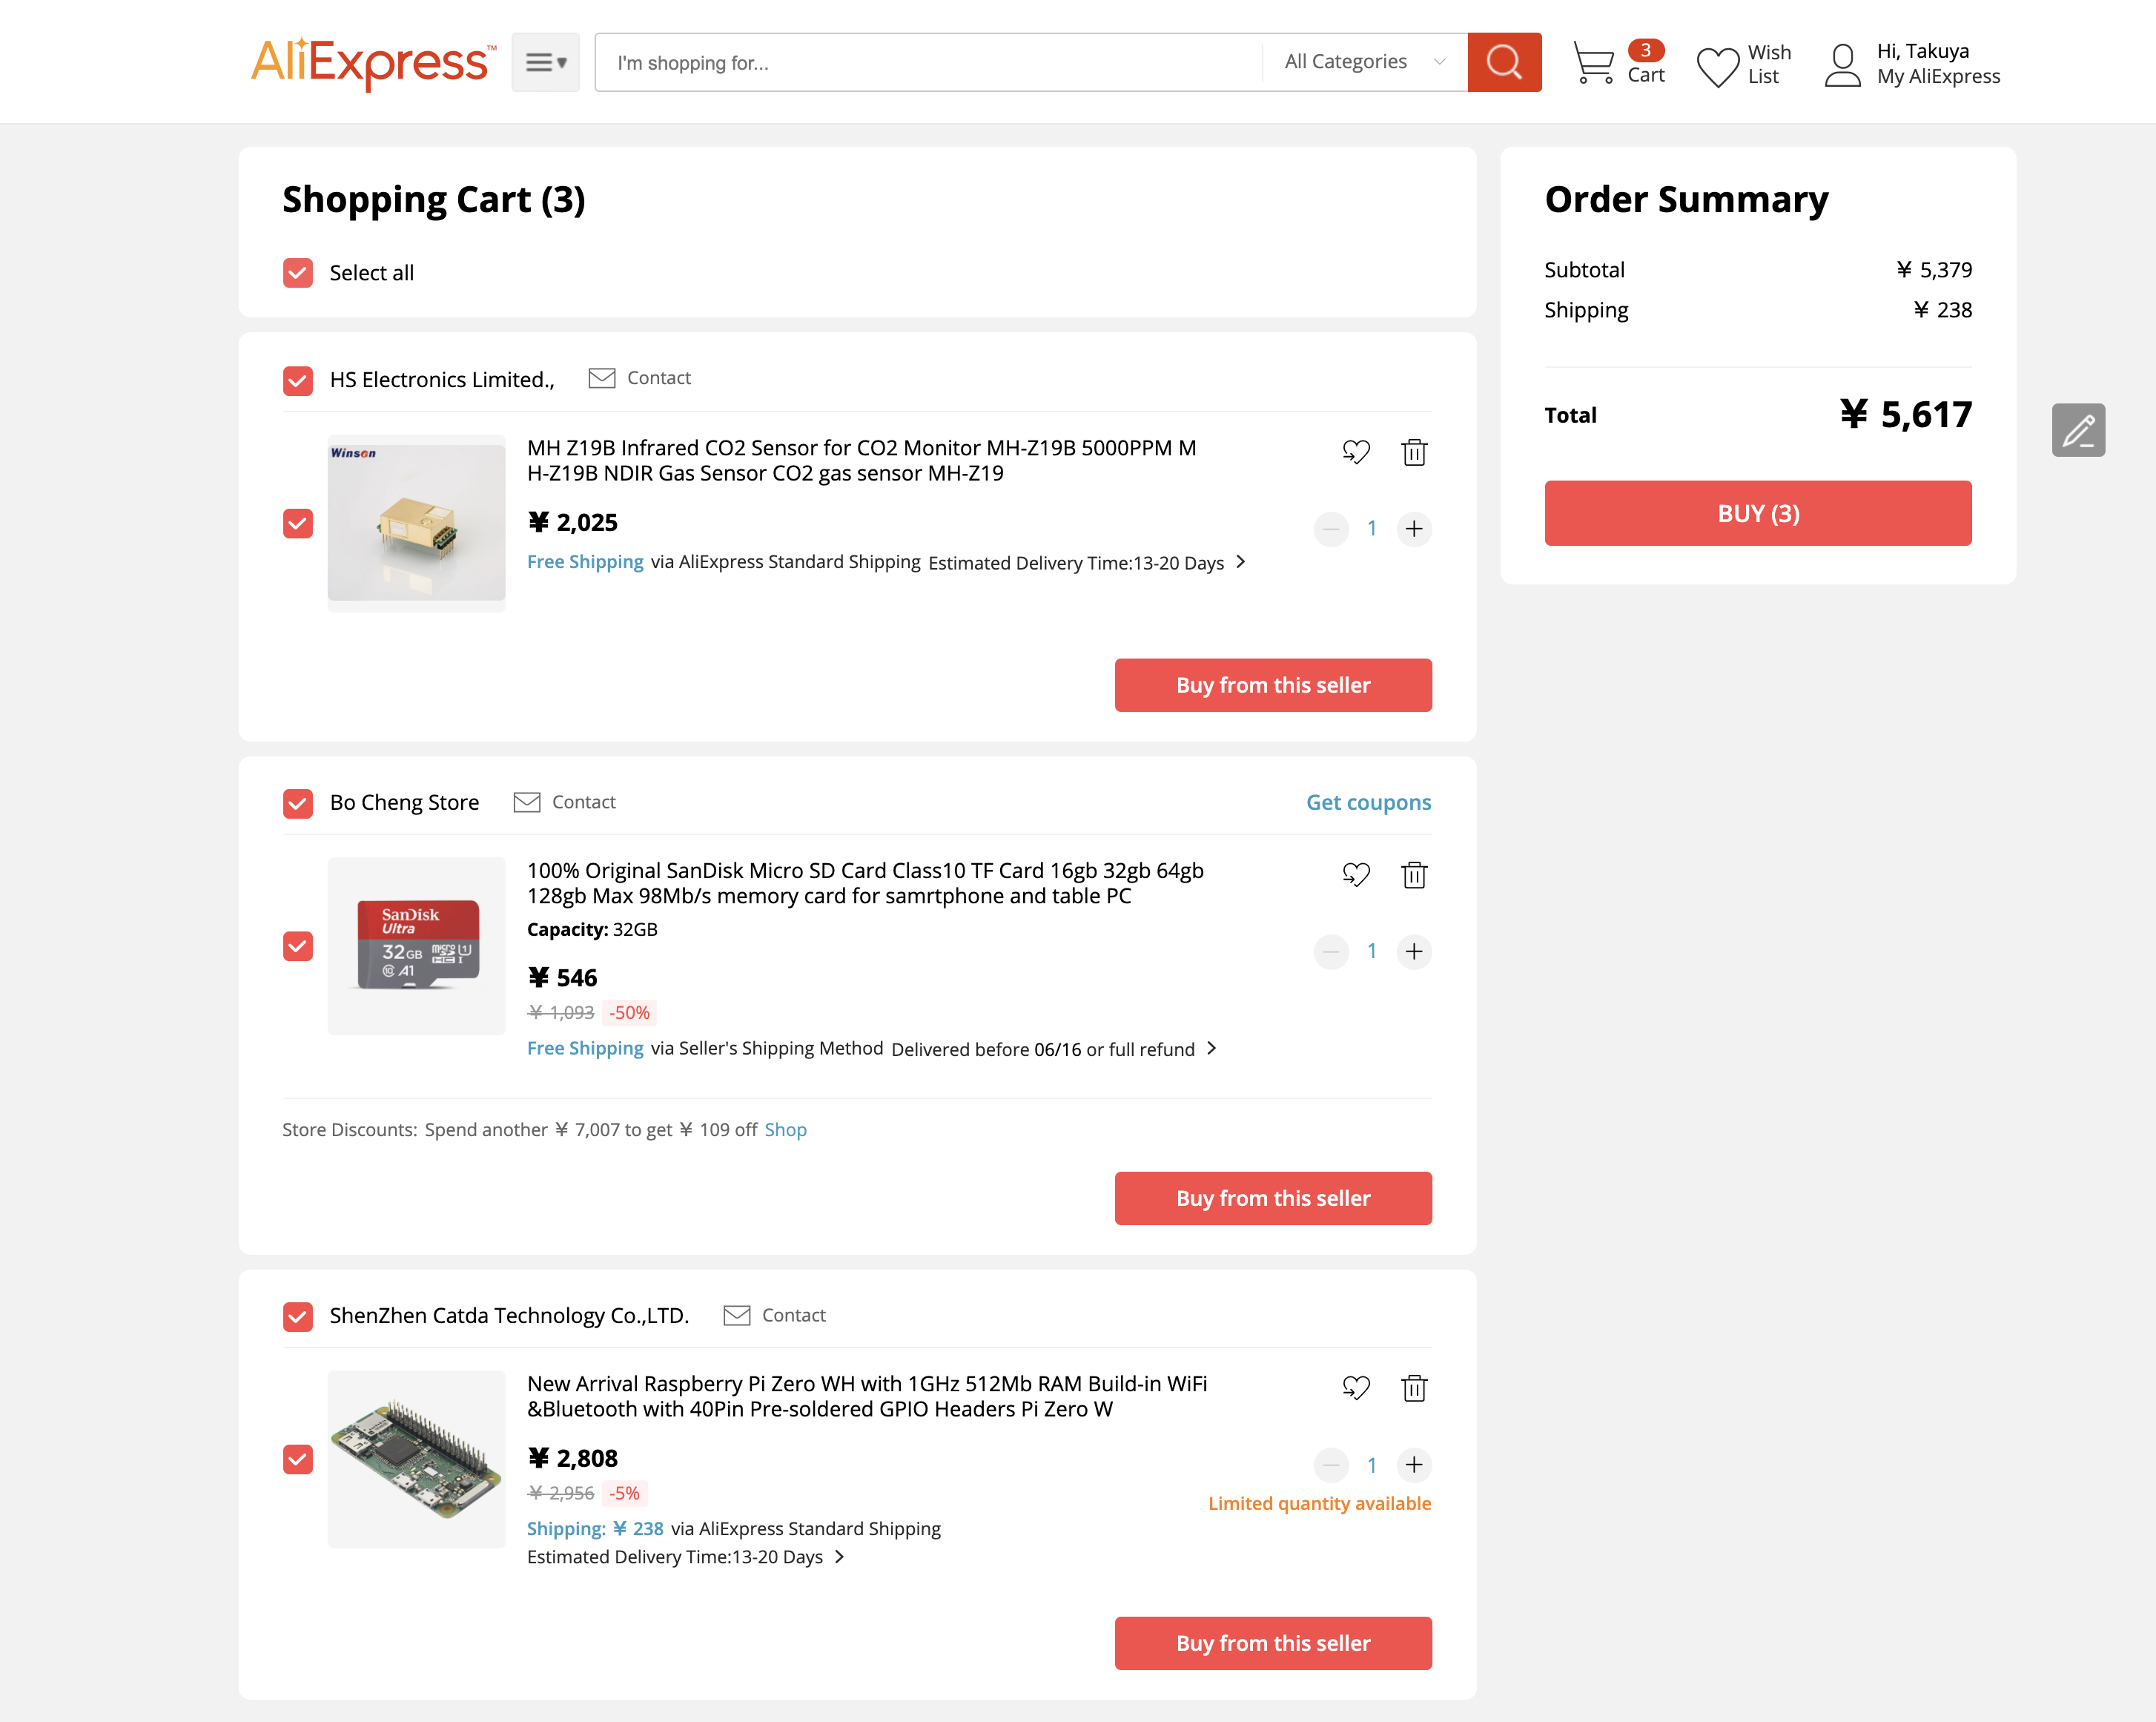 AliExpress™
I'm shopping for...
All Categories
3
Cart
Wish
List
Hi, Takuya
My AliExpress
Shopping Cart (3)
Select all
HS Electronics Limited.,
Contact
Winsen
MH Z19B Infrared CO2 Sensor for CO2 Monitor MH-Z19B 5000PPM M
H-Z19B NDIR Gas Sensor CO2 gas sensor MH-Z19
¥ 2,025
1
Free Shipping via AliExpress Standard Shipping Estimated Delivery Time:13-20 Days
Buy from this seller
Bo Cheng Store
Contact
Get coupons
SanDisk
Ultra
32GB
microSD HC I U1
10 A1
100% Original SanDisk Micro SD Card Class10 TF Card 16gb 32gb 64gb
128gb Max 98Mb/s memory card for samrtphone and table PC
Capacity: 32GB
1
¥ 546
¥ 1,093 -50%
Free Shipping via Seller's Shipping Method Delivered before 06/16 or full refund
Store Discounts: Spend another ¥ 7,007 to get ¥ 109 off Shop
Buy from this seller
ShenZhen Catda Technology Co.,LTD.
Contact
New Arrival Raspberry Pi Zero WH with 1GHz 512Mb RAM Build-in WiFi
&Bluetooth with 40Pin Pre-soldered GPIO Headers Pi Zero W
¥ 2,808
1
¥ 2,956 -5%
Limited quantity available
Shipping: ¥ 238 via AliExpress Standard Shipping
Estimated Delivery Time:13-20 Days
Buy from this seller
Order Summary
Subtotal ¥ 5,379
Shipping ¥ 238
Total ¥ 5,617
BUY (3)